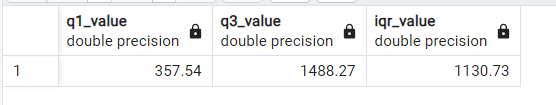 q1_value q3_value iqr_value
double precision double precision double precision
1 357.54 1488.27 1130.73